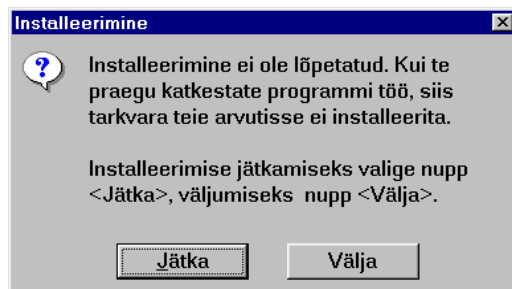 Installeerimine
Installeerimine ei ole lõpetatud. Kui te
praegu katkestate programmi töö, siis
tarkvara teie arvutisse ei installeerita.
Installeerimise jätkamiseks valige nupp
<Jätka>, väljumiseks  nupp <Välja>.
Jätka
Välja